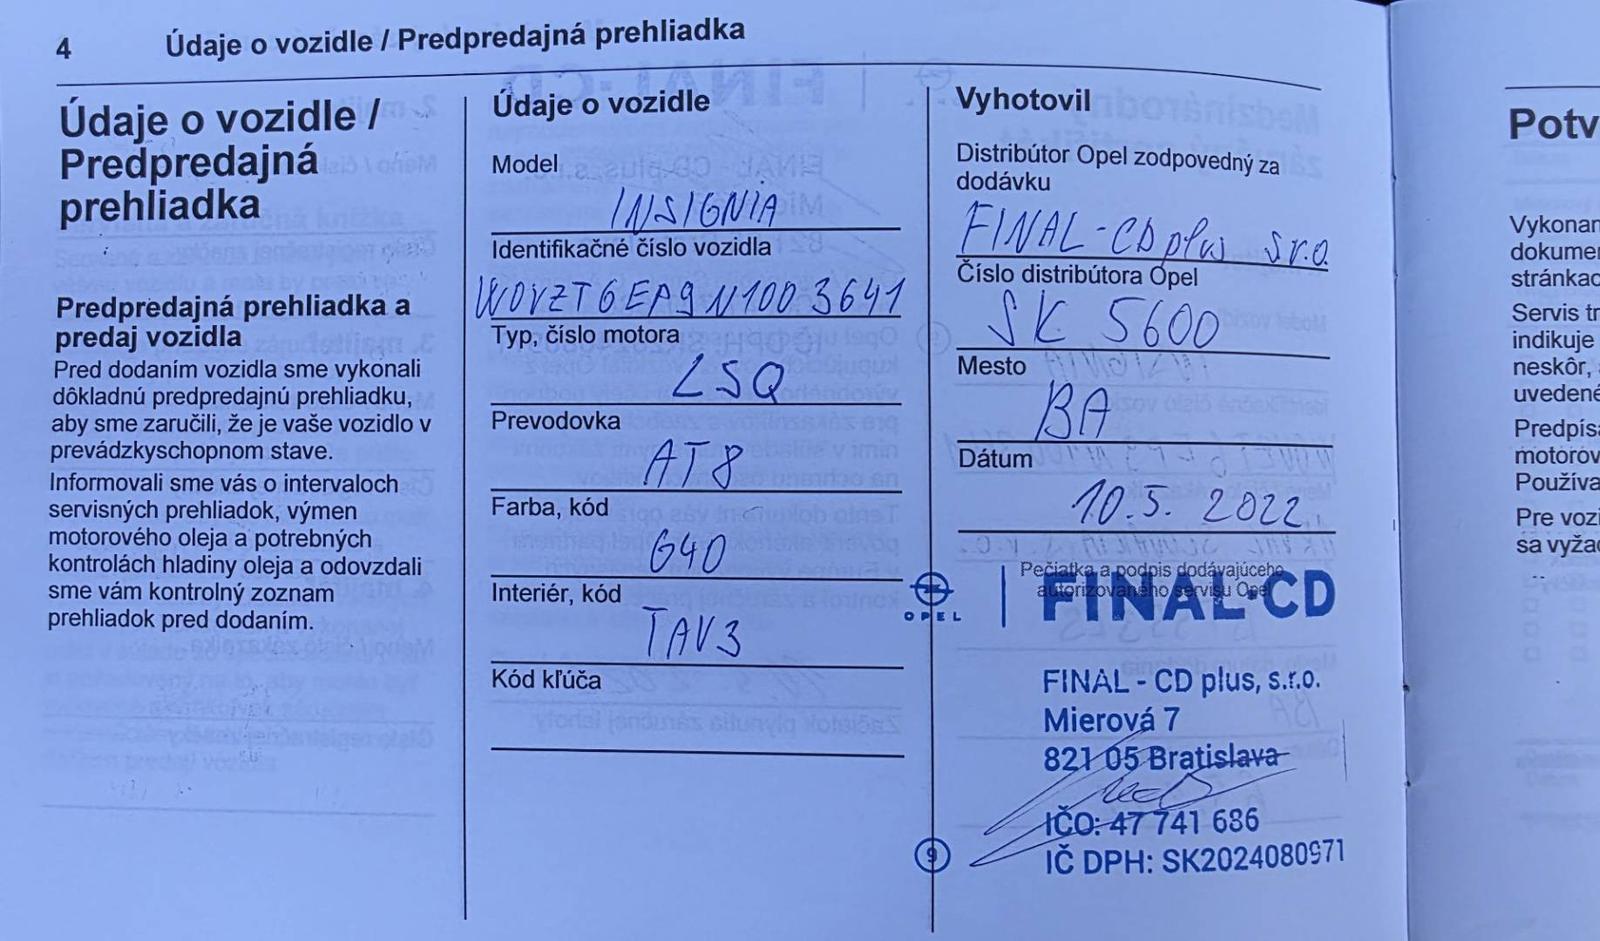 4
Údaje o vozidle / Predpredajná prehliadka
Údaje o vozidle /
Predpredajná
prehliadka
Predpredajná prehliadka a
predaj vozidla
Pred dodaním vozidla sme vykonali
dôkladnú predpredajnú prehliadku,
aby sme zaručili, že je vaše vozidlo v
prevádzkyschopnom stave.
Informovali sme vás o intervaloch
servisných prehliadok, výmen
motorového oleja a potrebných
kontrolách hladiny oleja a odovzdali
sme vám kontrolný zoznam
prehliadok pred dodaním.
Údaje o vozidle
Model
INSIGNIA
Identifikačné číslo vozidla
W0VZT6EA9N1003641
Typ, číslo motora
LSQ
Prevodovka
AT8
Farba, kód
G40
Interiér, kód
TAV3
Kód kľúča
Vyhotovil
Distribútor Opel zodpovedný za
dodávku
FINAL-CD plus s.r.o
Číslo distribútora Opel
SK 5600
Mesto
BA
Dátum
10.5. 2022
Pečiatka a podpis dodávajúceho
autorizovaného servisu Opel
OPEL
FINAL-CD
FINAL - CD plus, s.r.o.
Mierová 7
821 05 Bratislava
IČO: 47 741 686
IČ DPH: SK2024080971
9
Potv
Vykonan
dokumen
stránkac
Servis tr
indikuje
neskôr,
uvedené
Predpísa
motorov
Používa
Pre vozi
sa vyža